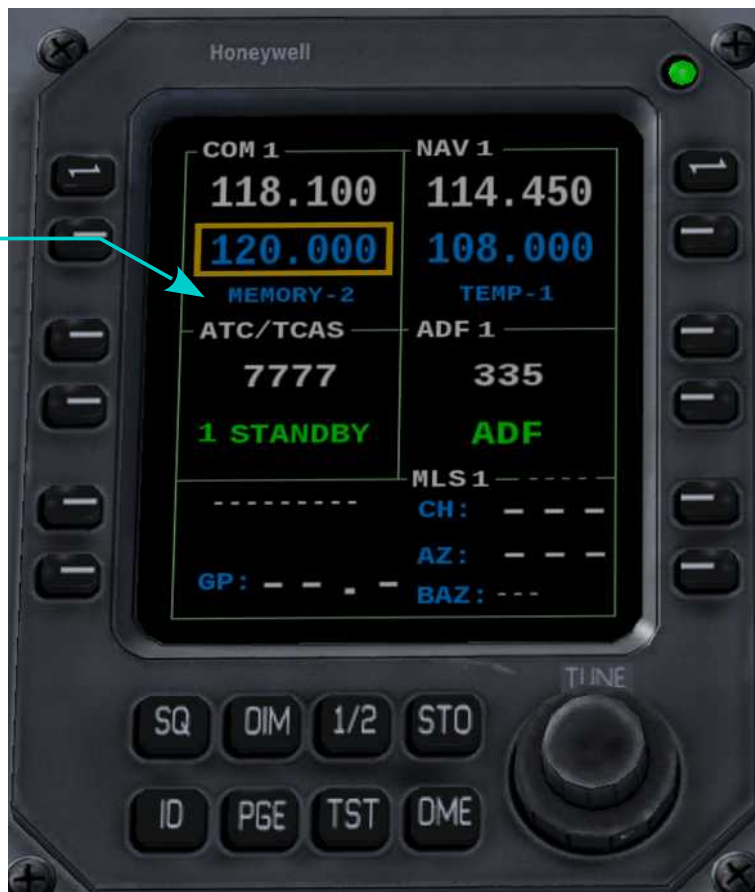 Honeywell
COM 1 NAV 1
118.100 114.450
120.000 108.000
MEMORY-2 TEMP-1
ATC/TCAS ADF 1
7777 335
1 STANDBY ADF
MLS 1 -----
--------- CH: – – –
AZ: – – –
GP: – – . – BAZ: ---
TUNE
SQ DIM 1/2 STO
ID PGE TST DME